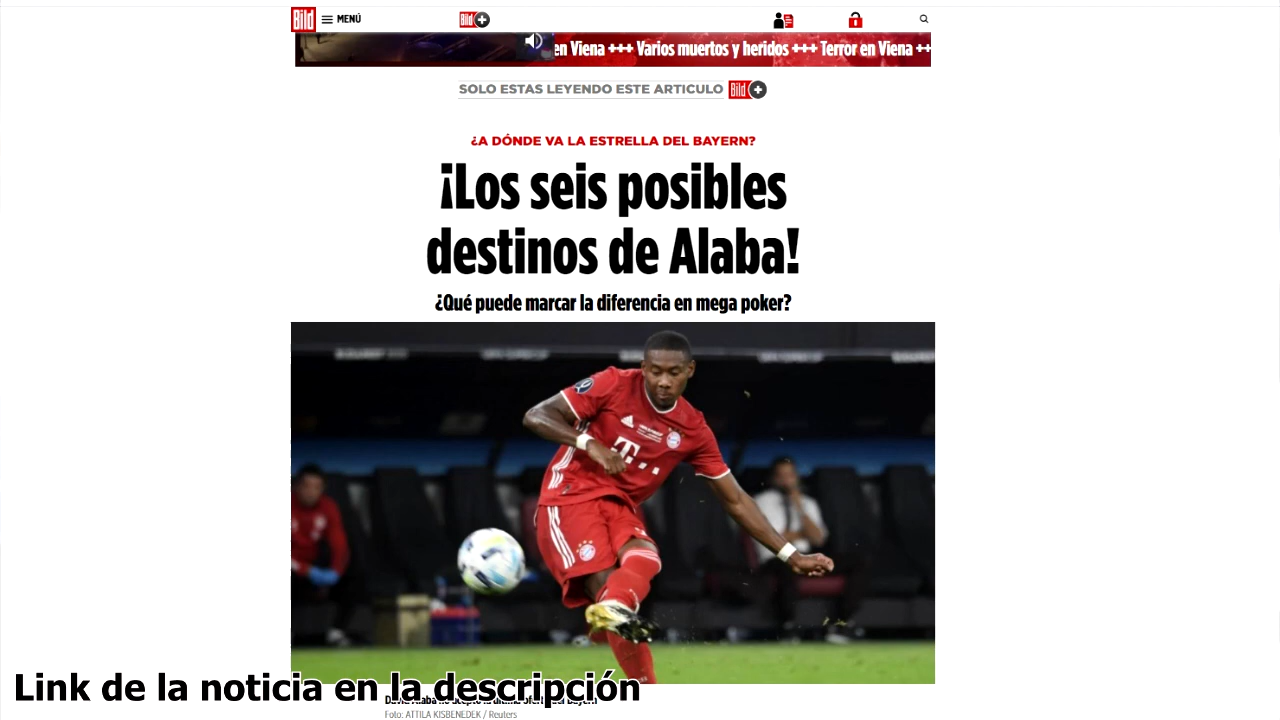 Bild MENÚ Bild+
en Viena +++ Varios muertos y heridos +++ Terror en Viena ++
SOLO ESTAS LEYENDO ESTE ARTICULO Bild+
¿A DÓNDE VA LA ESTRELLA DEL BAYERN?
¡Los seis posibles
destinos de Alaba!
¿Qué puede marcar la diferencia en mega poker?
T
Link de la noticia en la descripción
Foto: ATTILA KISBENEDEK / Reuters